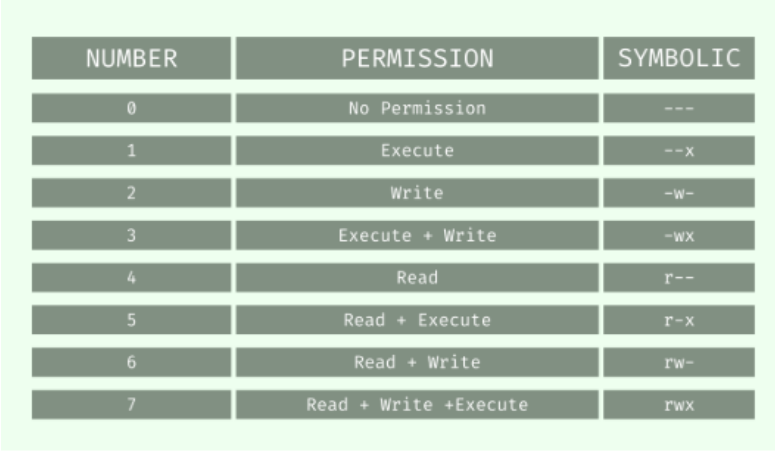 NUMBER PERMISSION SYMBOLIC
0 No Permission ---
1 Execute --x
2 Write -w-
3 Execute + Write -wx
4 Read r--
5 Read + Execute r-x
6 Read + Write rw-
7 Read + Write +Execute rwx